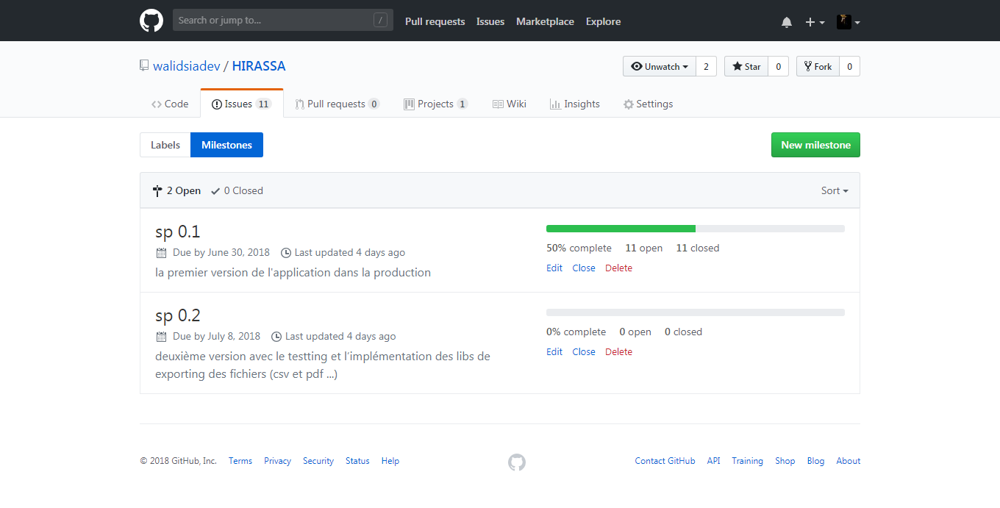 Search or jump to... /
Pull requests Issues Marketplace Explore
walidsiadev / HIRASSA
Unwatch 2 Star 0 Fork 0
Code Issues 11 Pull requests 0 Projects 1 Wiki Insights Settings
Labels Milestones New milestone
2 Open 0 Closed Sort
sp 0.1
Due by June 30, 2018 Last updated 4 days ago
la premier version de l'application dans la production
50% complete 11 open 11 closed
Edit Close Delete
sp 0.2
Due by July 8, 2018 Last updated 4 days ago
deuxième version avec le testting et l'implémentation des libs de
exporting des fichiers (csv et pdf ...)
0% complete 0 open 0 closed
Edit Close Delete
© 2018 GitHub, Inc. Terms Privacy Security Status Help
Contact GitHub API Training Shop Blog About